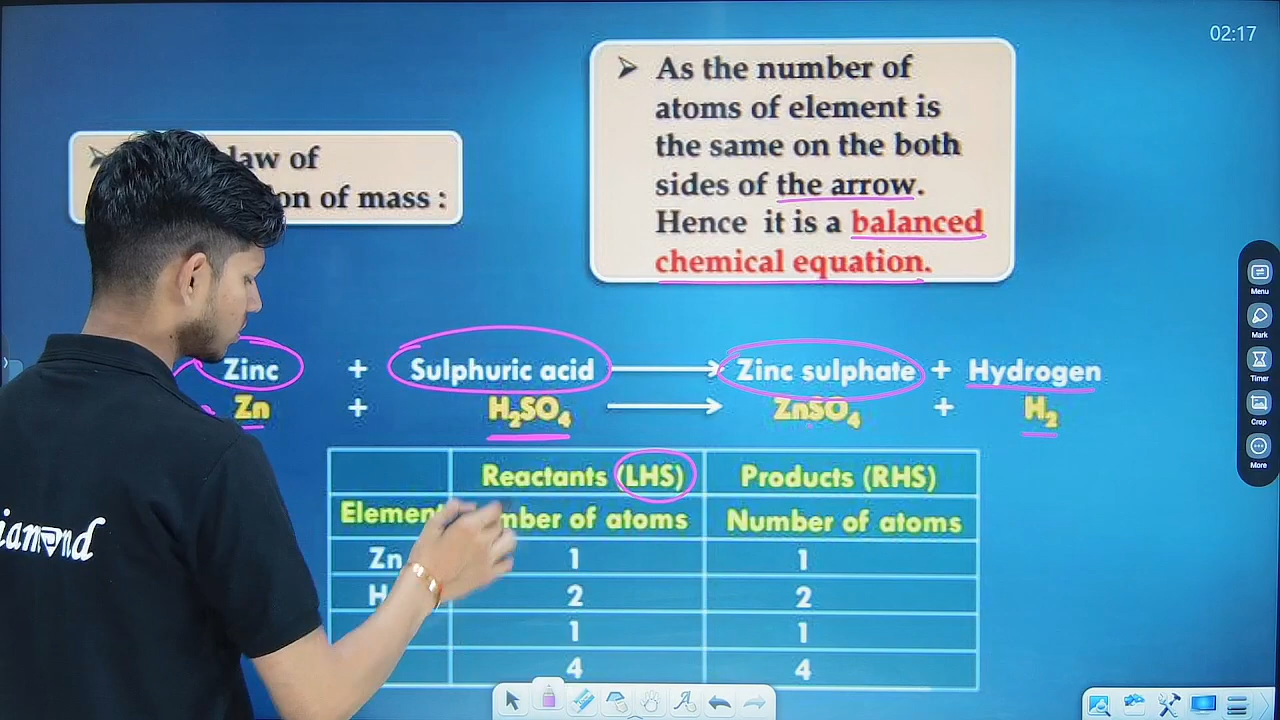 02:17
law of
on of mass :
➤ As the number of
atoms of element is
the same on the both
sides of the arrow.
Hence it is a balanced
chemical equation.
Zinc + Sulphuric acid ⟶ Zinc sulphate + Hydrogen
Zn + H₂SO₄ ⟶ ZnSO₄ + H₂
Reactants (LHS) Products (RHS)
Element mber of atoms Number of atoms
Zn 1 1
H 2 2
1 1
4 4
Menu
Mark
Timer
Crop
More